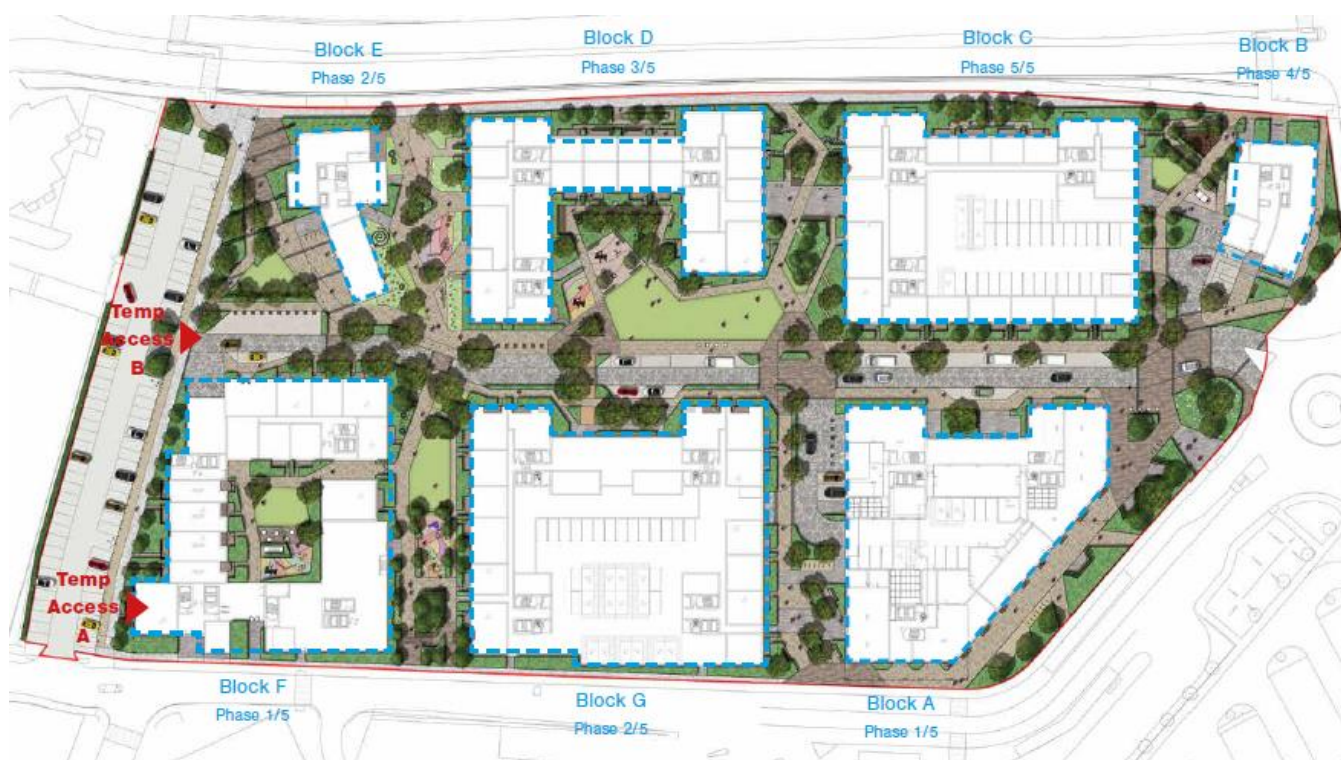 Block E
Phase 2/5
Block D
Phase 3/5
Block C
Phase 5/5
Block B
Phase 4/5
Temp
Access
B
Temp
Access
A
Block F
Phase 1/5
Block G
Phase 2/5
Block A
Phase 1/5